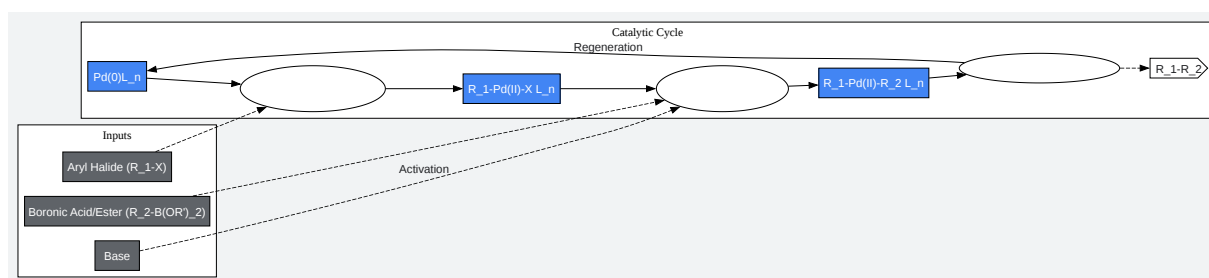 Catalytic Cycle
Regeneration
Pd(0)L_n
R_1-Pd(II)-X L_n
R_1-Pd(II)-R_2 L_n
R_1-R_2
Inputs
Aryl Halide (R_1-X)
Activation
Boronic Acid/Ester (R_2-B(OR')_2)
Base